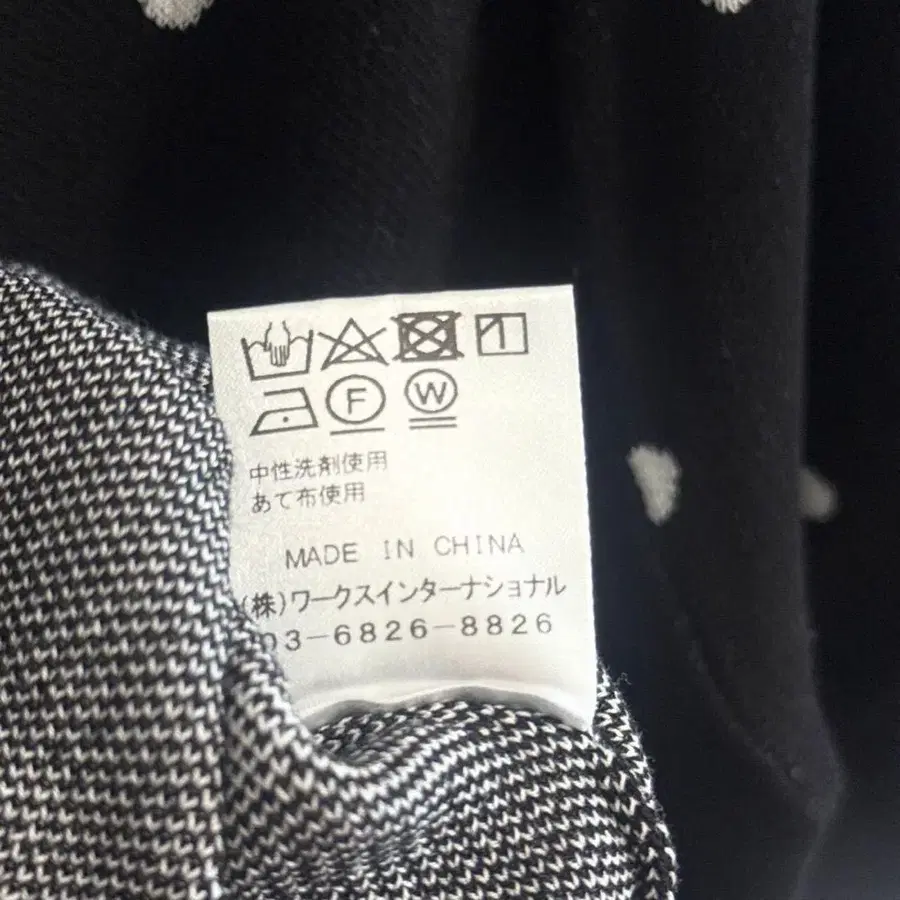 F W
中性洗剤使用
あて布使用
MADE IN CHINA
(株)ワークスインターナショナル
03-6826-8826